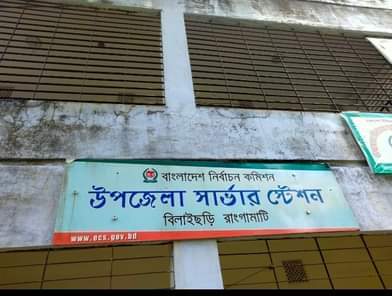 বাংলাদেশ নির্বাচন কমিশন
উপজেলা সার্ভার স্টেশন
বিলাইছড়ি রাংগামাটি
www.ecs.gov.bd